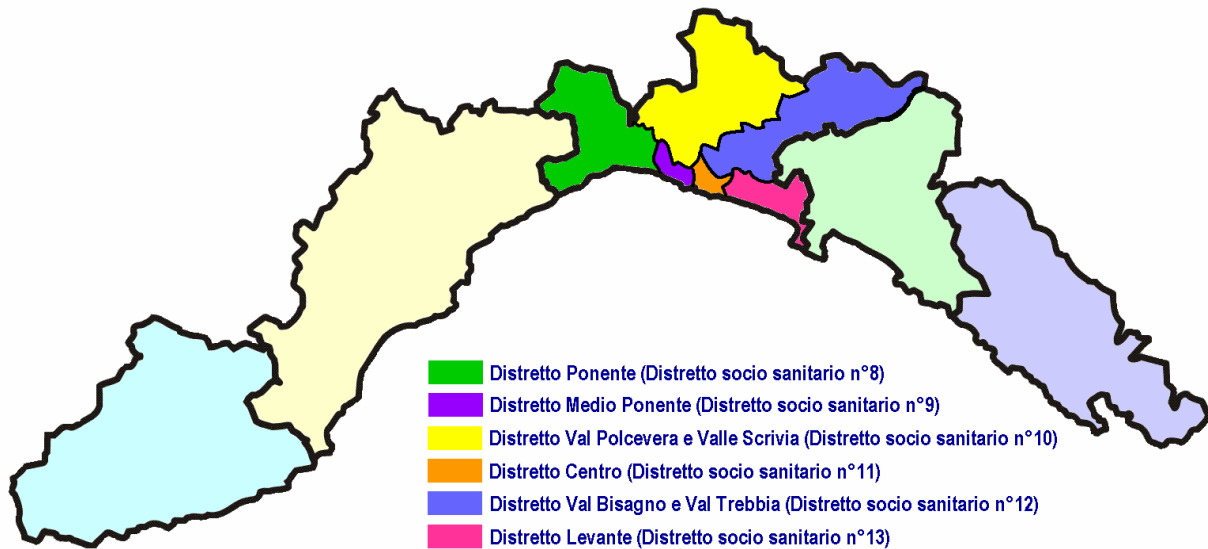 Distretto Ponente (Distretto socio sanitario n°8)
Distretto Medio Ponente (Distretto socio sanitario n°9)
Distretto Val Polcevera e Valle Scrivia (Distretto socio sanitario n°10)
Distretto Centro (Distretto socio sanitario n°11)
Distretto Val Bisagno e Val Trebbia (Distretto socio sanitario n°12)
Distretto Levante (Distretto socio sanitario n°13)